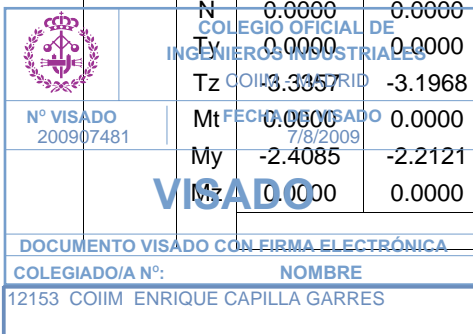 N 0.0000 0.0000
COLEGIO OFICIAL DE
INGENIEROS INDUSTRIALES
Ty 0.0000 0.0000
COIIM MADRID
Tz -3.3357 -3.1968
Nº VISADO FECHA DE VISADO
Mt 0.0000 0.0000
200907481 7/8/2009
My -2.4085 -2.2121
VISADO
Mz 0.0000 0.0000
DOCUMENTO VISADO CON FIRMA ELECTRÓNICA
COLEGIADO/A Nº: NOMBRE
12153 COIIM ENRIQUE CAPILLA GARRES